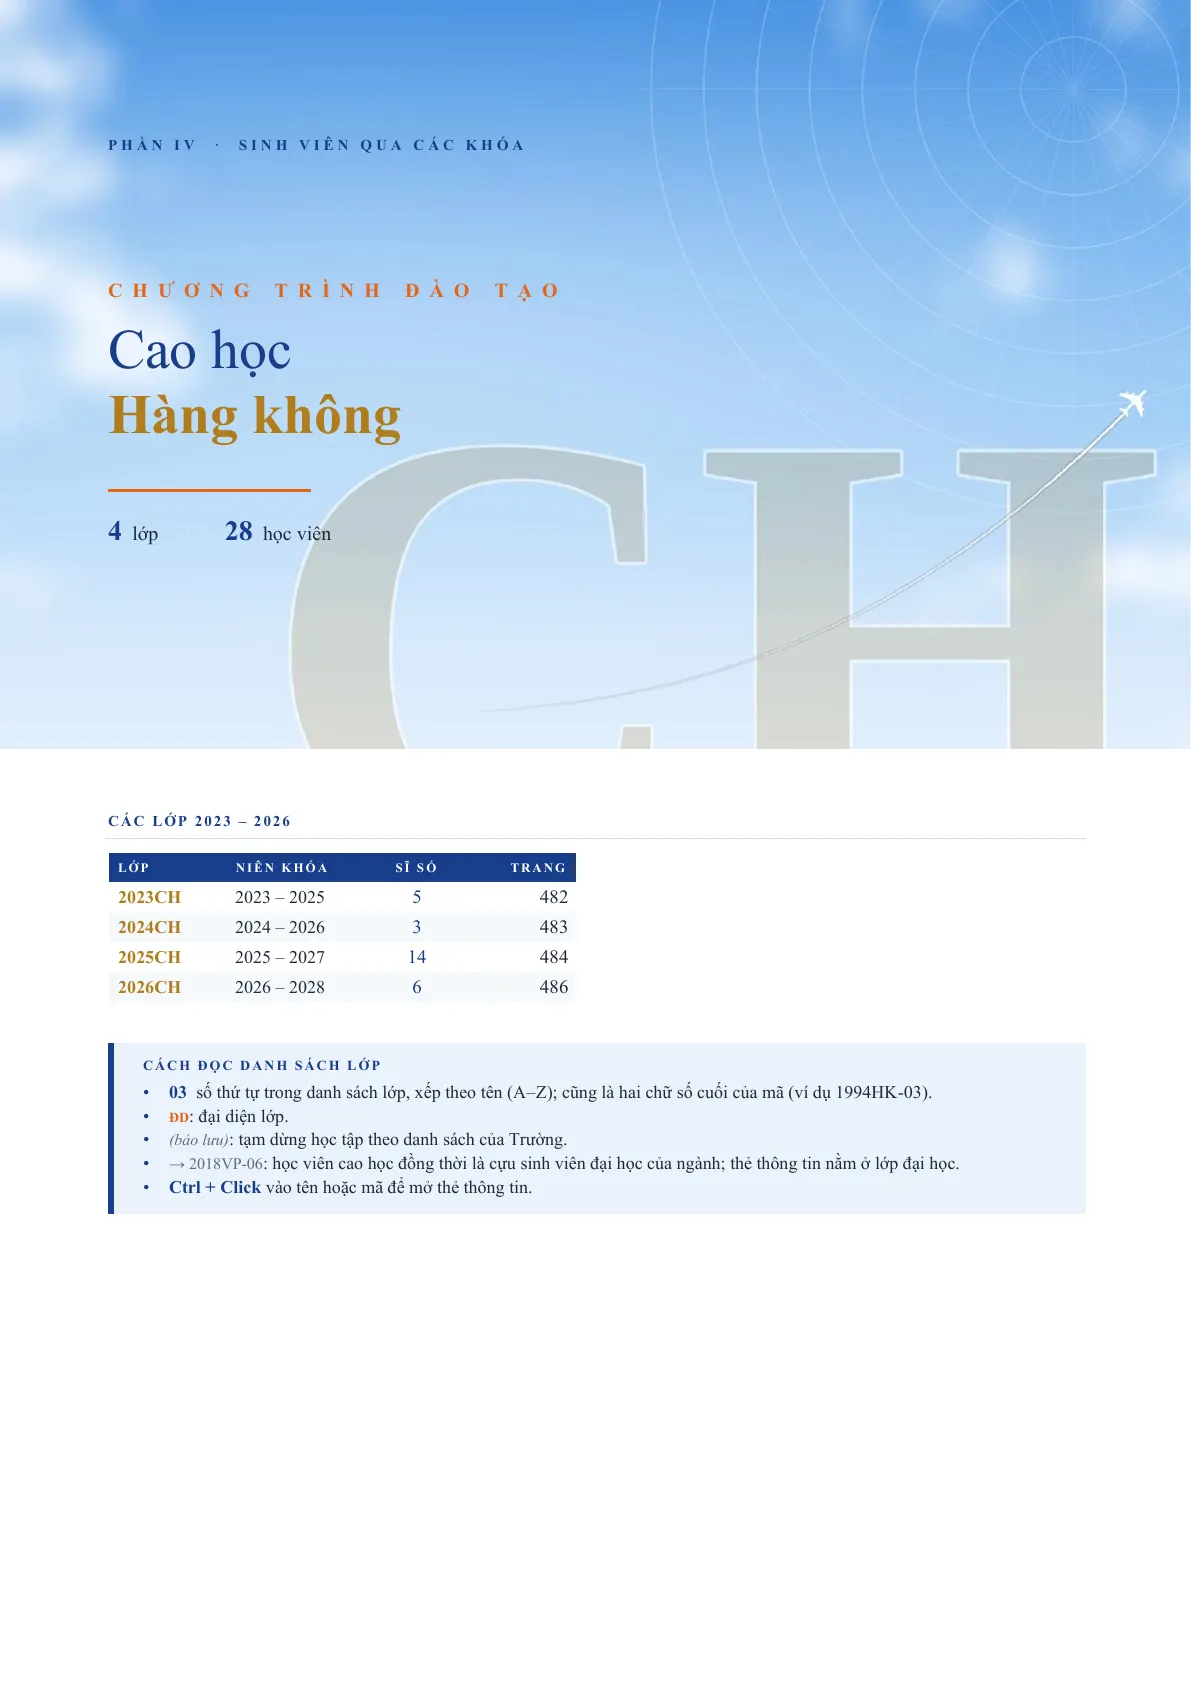 PHẦN IV · SINH VIÊN QUA CÁC KHÓA
CHƯƠNG TRÌNH ĐÀO TẠO
Cao học
Hàng không
4 lớp · 28 học viên
CH
CÁC LỚP 2023 – 2026
LỚP NIÊN KHÓA SĨ SỐ TRANG
2023CH 2023 – 2025 5 482
2024CH 2024 – 2026 3 483
2025CH 2025 – 2027 14 484
2026CH 2026 – 2028 6 486
CÁCH ĐỌC DANH SÁCH LỚP
• 03 số thứ tự trong danh sách lớp, xếp theo tên (A–Z); cũng là hai chữ số cuối của mã (ví dụ 1994HK-03).
• ĐD: đại diện lớp.
• (bảo lưu): tạm dừng học tập theo danh sách của Trường.
• → 2018VP-06: học viên cao học đồng thời là cựu sinh viên đại học của ngành; thẻ thông tin nằm ở lớp đại học.
• Ctrl + Click vào tên hoặc mã để mở thẻ thông tin.